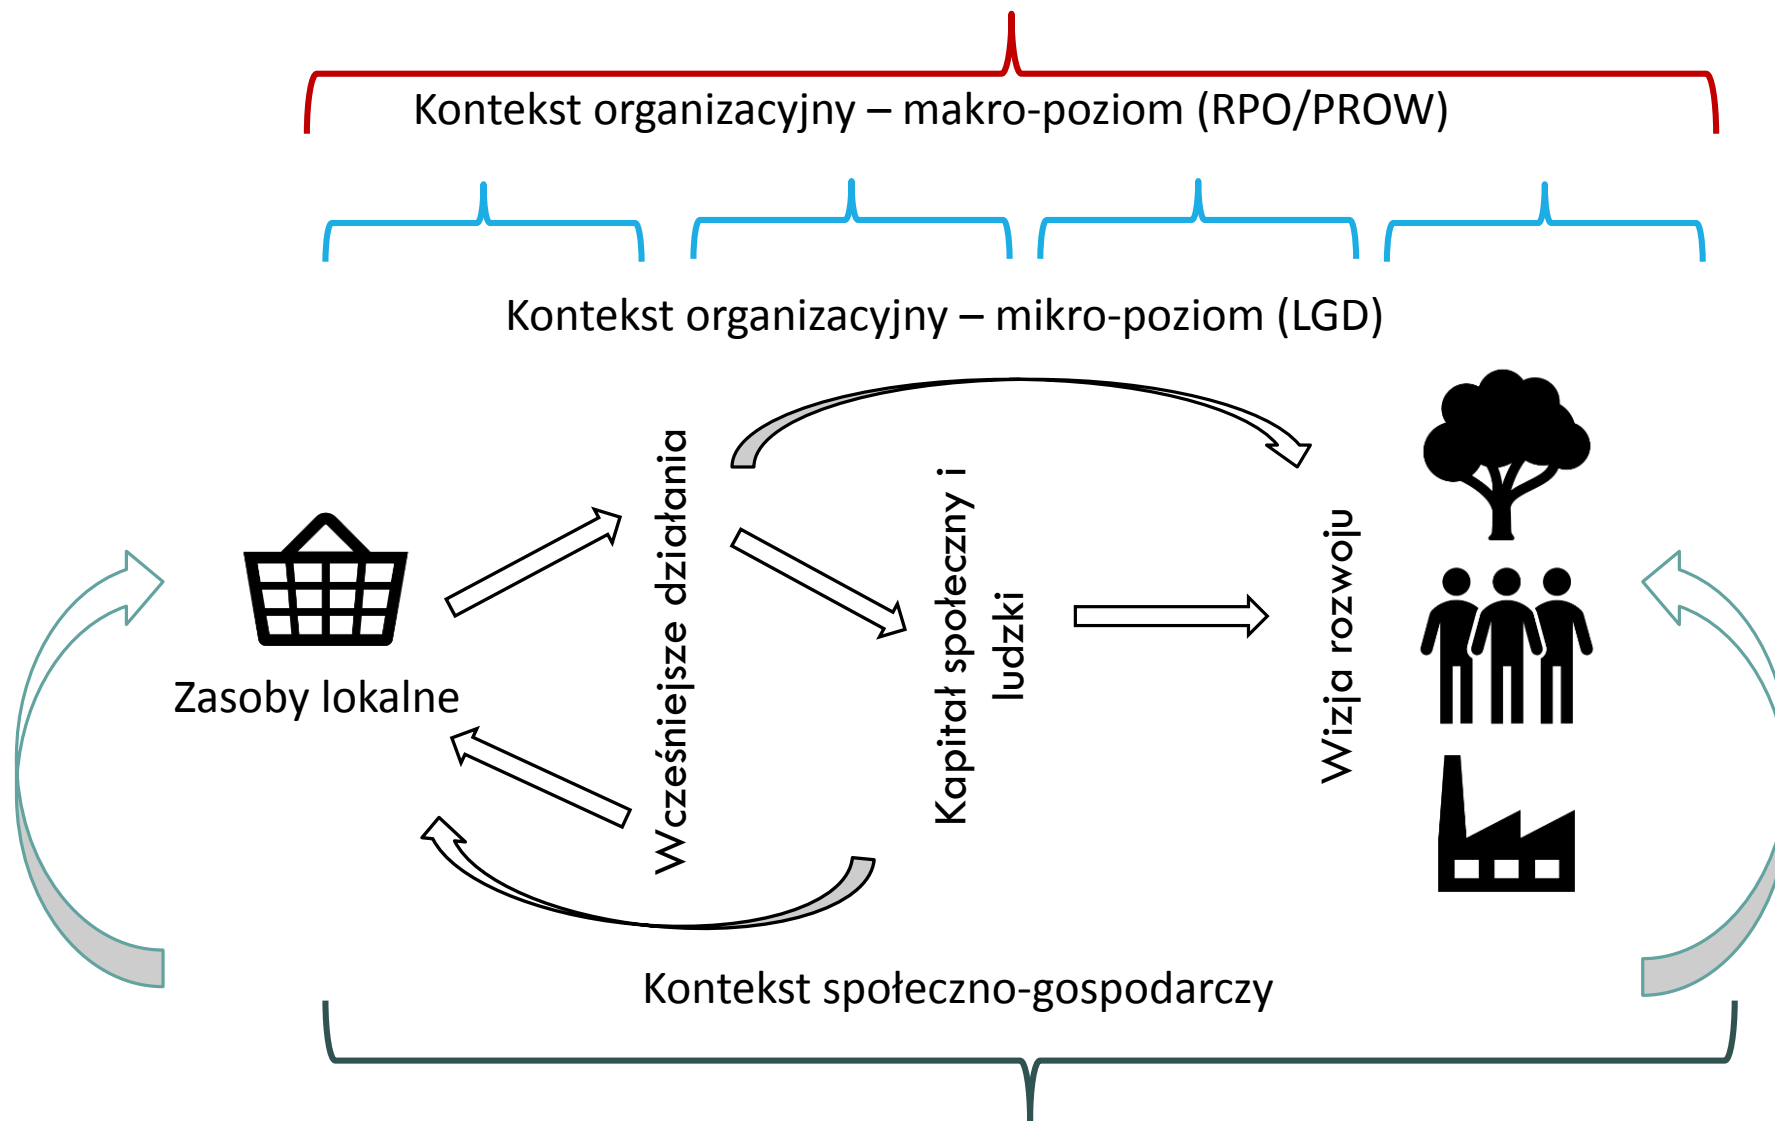 Kontekst organizacyjny – makro-poziom (RPO/PROW)
Kontekst organizacyjny – mikro-poziom (LGD)
Zasoby lokalne
Wcześniejsze działania
Kapitał społeczny i
ludzki
Wizja rozwoju
Kontekst społeczno-gospodarczy